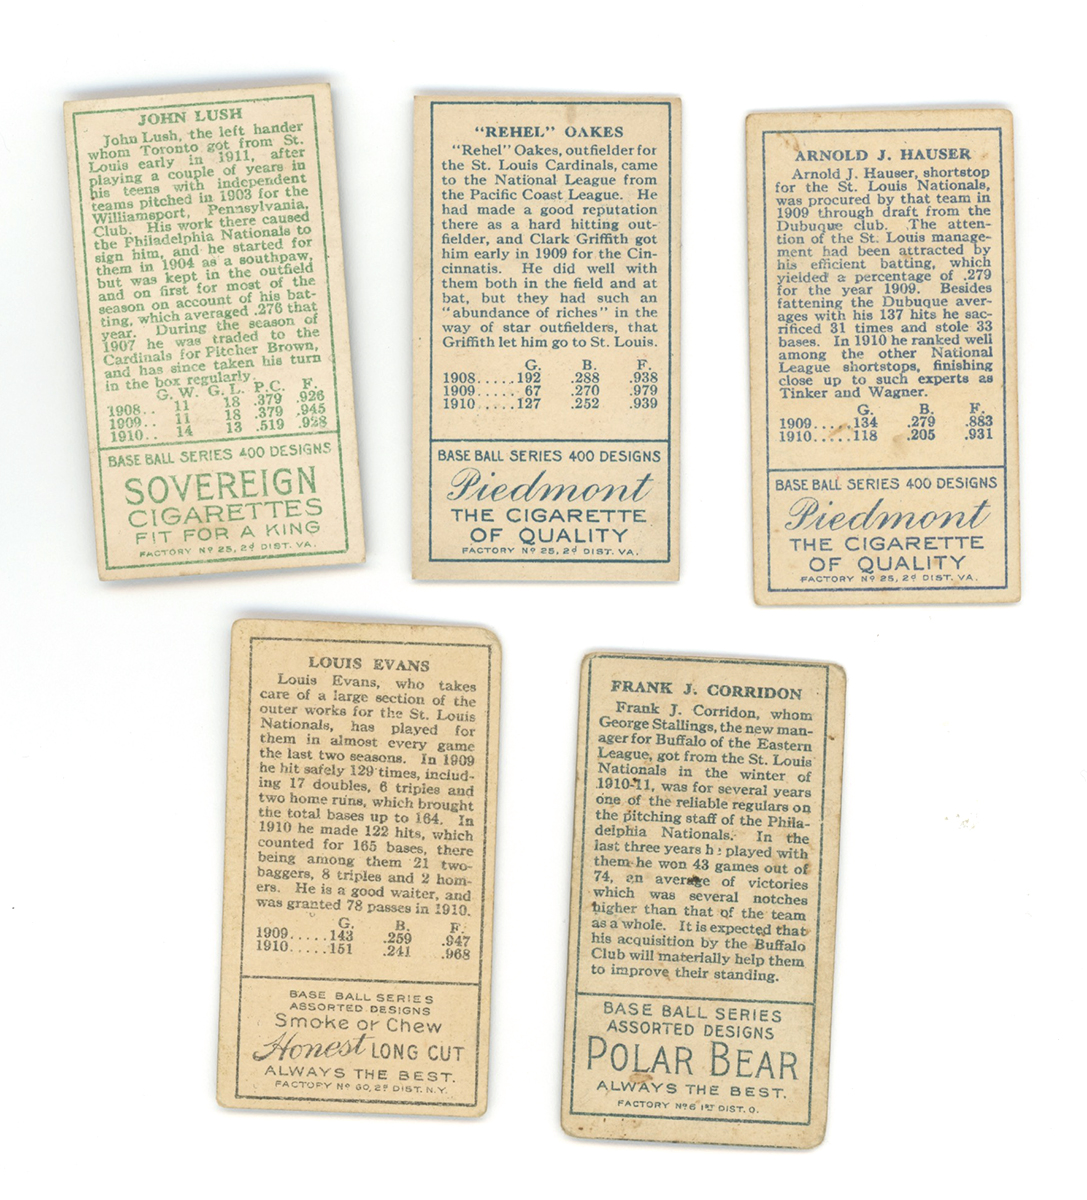 JOHN LUSH
John Lush, the left hander
whom Toronto got from St.
Louis early in 1911, after
playing a couple of years in
his teens with independent
teams pitched in 1903 for the
Williamsport, Pennsylvania.
Club. His work there caused
the Philadelphia Nationals to
sign him, and he started for
them in 1904 as a southpaw,
but was kept in the outfield
and on first for most of the
season on account of his bat-
ting, which averaged .276 that
year. During the season of
1907 he was traded to the
Cardinals for Pitcher Brown,
and has since taken his turn
in the box regularly.
G. W. G. L. P.C. F.
1908.. 11 18 .379 .926
1909.. 11 18 .379 .945
1910.. 14 13 .519 .928
BASE BALL SERIES 400 DESIGNS
SOVEREIGN
CIGARETTES
FIT FOR A KING
FACTORY Nº 25, 2d DIST. VA.
"REHEL" OAKES
"Rehel" Oakes, outfielder for
the St. Louis Cardinals, came
to the National League from
the Pacific Coast League. He
had made a good reputation
there as a hard hitting out-
fielder, and Clark Griffith got
him early in 1909 for the Cin-
cinnatis. He did well with
them both in the field and at
bat, but they had such an
"abundance of riches" in the
way of star outfielders, that
Griffith let him go to St. Louis.
G. B. F.
1908.....192 .288 .938
1909..... 67 .270 .979
1910.....127 .252 .939
BASE BALL SERIES 400 DESIGNS
Piedmont
THE CIGARETTE
OF QUALITY
FACTORY Nº 25, 2d DIST. VA.
ARNOLD J. HAUSER
Arnold J. Hauser, shortstop
for the St. Louis Nationals,
was procured by that team in
1909 through draft from the
Dubuque club. The atten-
tion of the St. Louis manage-
ment had been attracted by
his efficient batting, which
yielded a percentage of .279
for the year 1909. Besides
fattening the Dubuque aver-
ages with his 137 hits he sac-
rificed 31 times and stole 33
bases. In 1910 he ranked well
among the other National
League shortstops, finishing
close up to such experts as
Tinker and Wagner.
G. B. F.
1909.....134 .279 .883
1910.....118 .205 .931
BASE BALL SERIES 400 DESIGNS
Piedmont
THE CIGARETTE
OF QUALITY
FACTORY Nº 25, 2d DIST. VA.
LOUIS EVANS
Louis Evans, who takes
care of a large section of the
outer works for the St. Louis
Nationals, has played for
them in almost every game
the last two seasons. In 1909
he hit safely 129 times, includ-
ing 17 doubles, 6 triples and
two home runs, which brought
the total bases up to 164. In
1910 he made 122 hits, which
counted for 165 bases, there
being among them 21 two-
baggers, 8 triples and 2 hom-
ers. He is a good waiter, and
was granted 78 passes in 1910.
G. B. F.
1909.....143 .259 .947
1910.....151 .241 .968
BASE BALL SERIES
ASSORTED DESIGNS
Smoke or Chew
Honest LONG CUT
ALWAYS THE BEST.
FACTORY Nº 60, 2d DIST. N.Y.
FRANK J. CORRIDON
Frank J. Corridon, whom
George Stallings, the new man-
ager for Buffalo of the Eastern
League, got from the St. Louis
Nationals in the winter of
1910-11, was for several years
one of the reliable regulars on
the pitching staff of the Phila-
delphia Nationals. In the
last three years he played with
them he won 43 games out of
74, an average of victories
which was several notches
higher than that of the team
as a whole. It is expected that
his acquisition by the Buffalo
Club will materially help them
to improve their standing.
BASE BALL SERIES
ASSORTED DESIGNS
POLAR BEAR
ALWAYS THE BEST.
FACTORY Nº 6 1ST DIST. O.